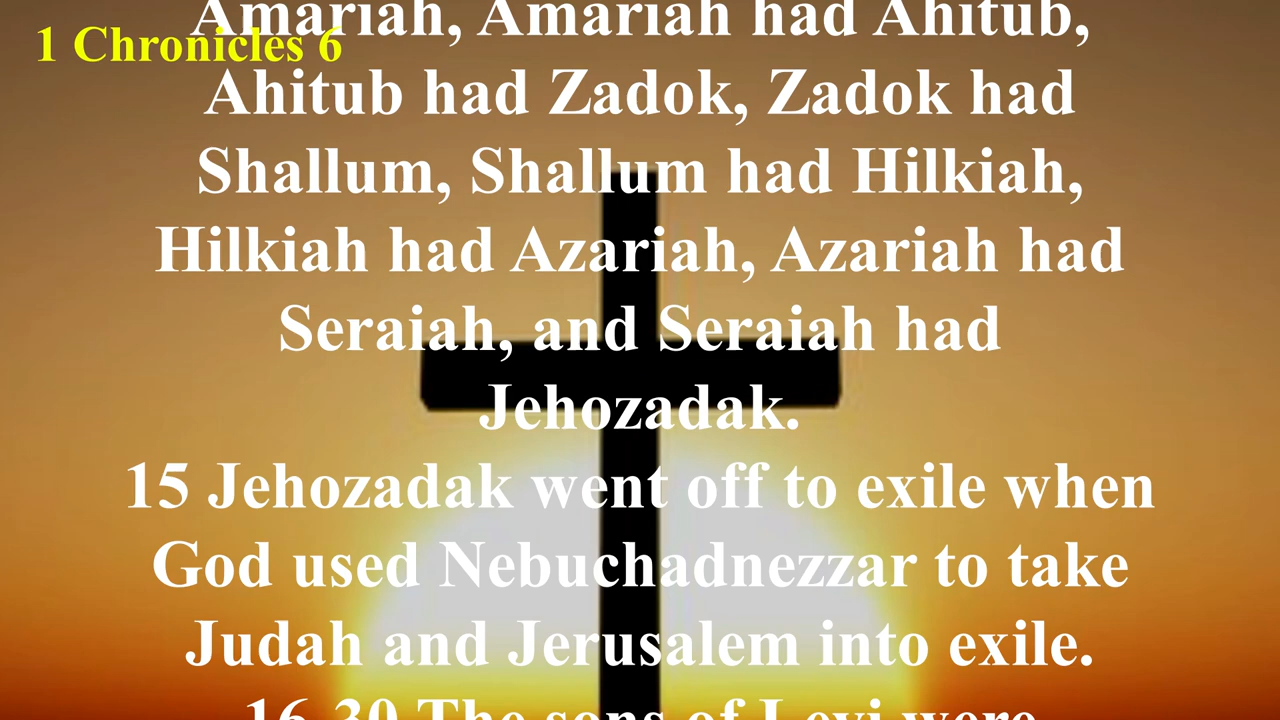 1 Chronicles 6
Amariah, Amariah had Ahitub,
Ahitub had Zadok, Zadok had
Shallum, Shallum had Hilkiah,
Hilkiah had Azariah, Azariah had
Seraiah, and Seraiah had
Jehozadak.
15 Jehozadak went off to exile when
God used Nebuchadnezzar to take
Judah and Jerusalem into exile.
16-30 The sons of Levi were